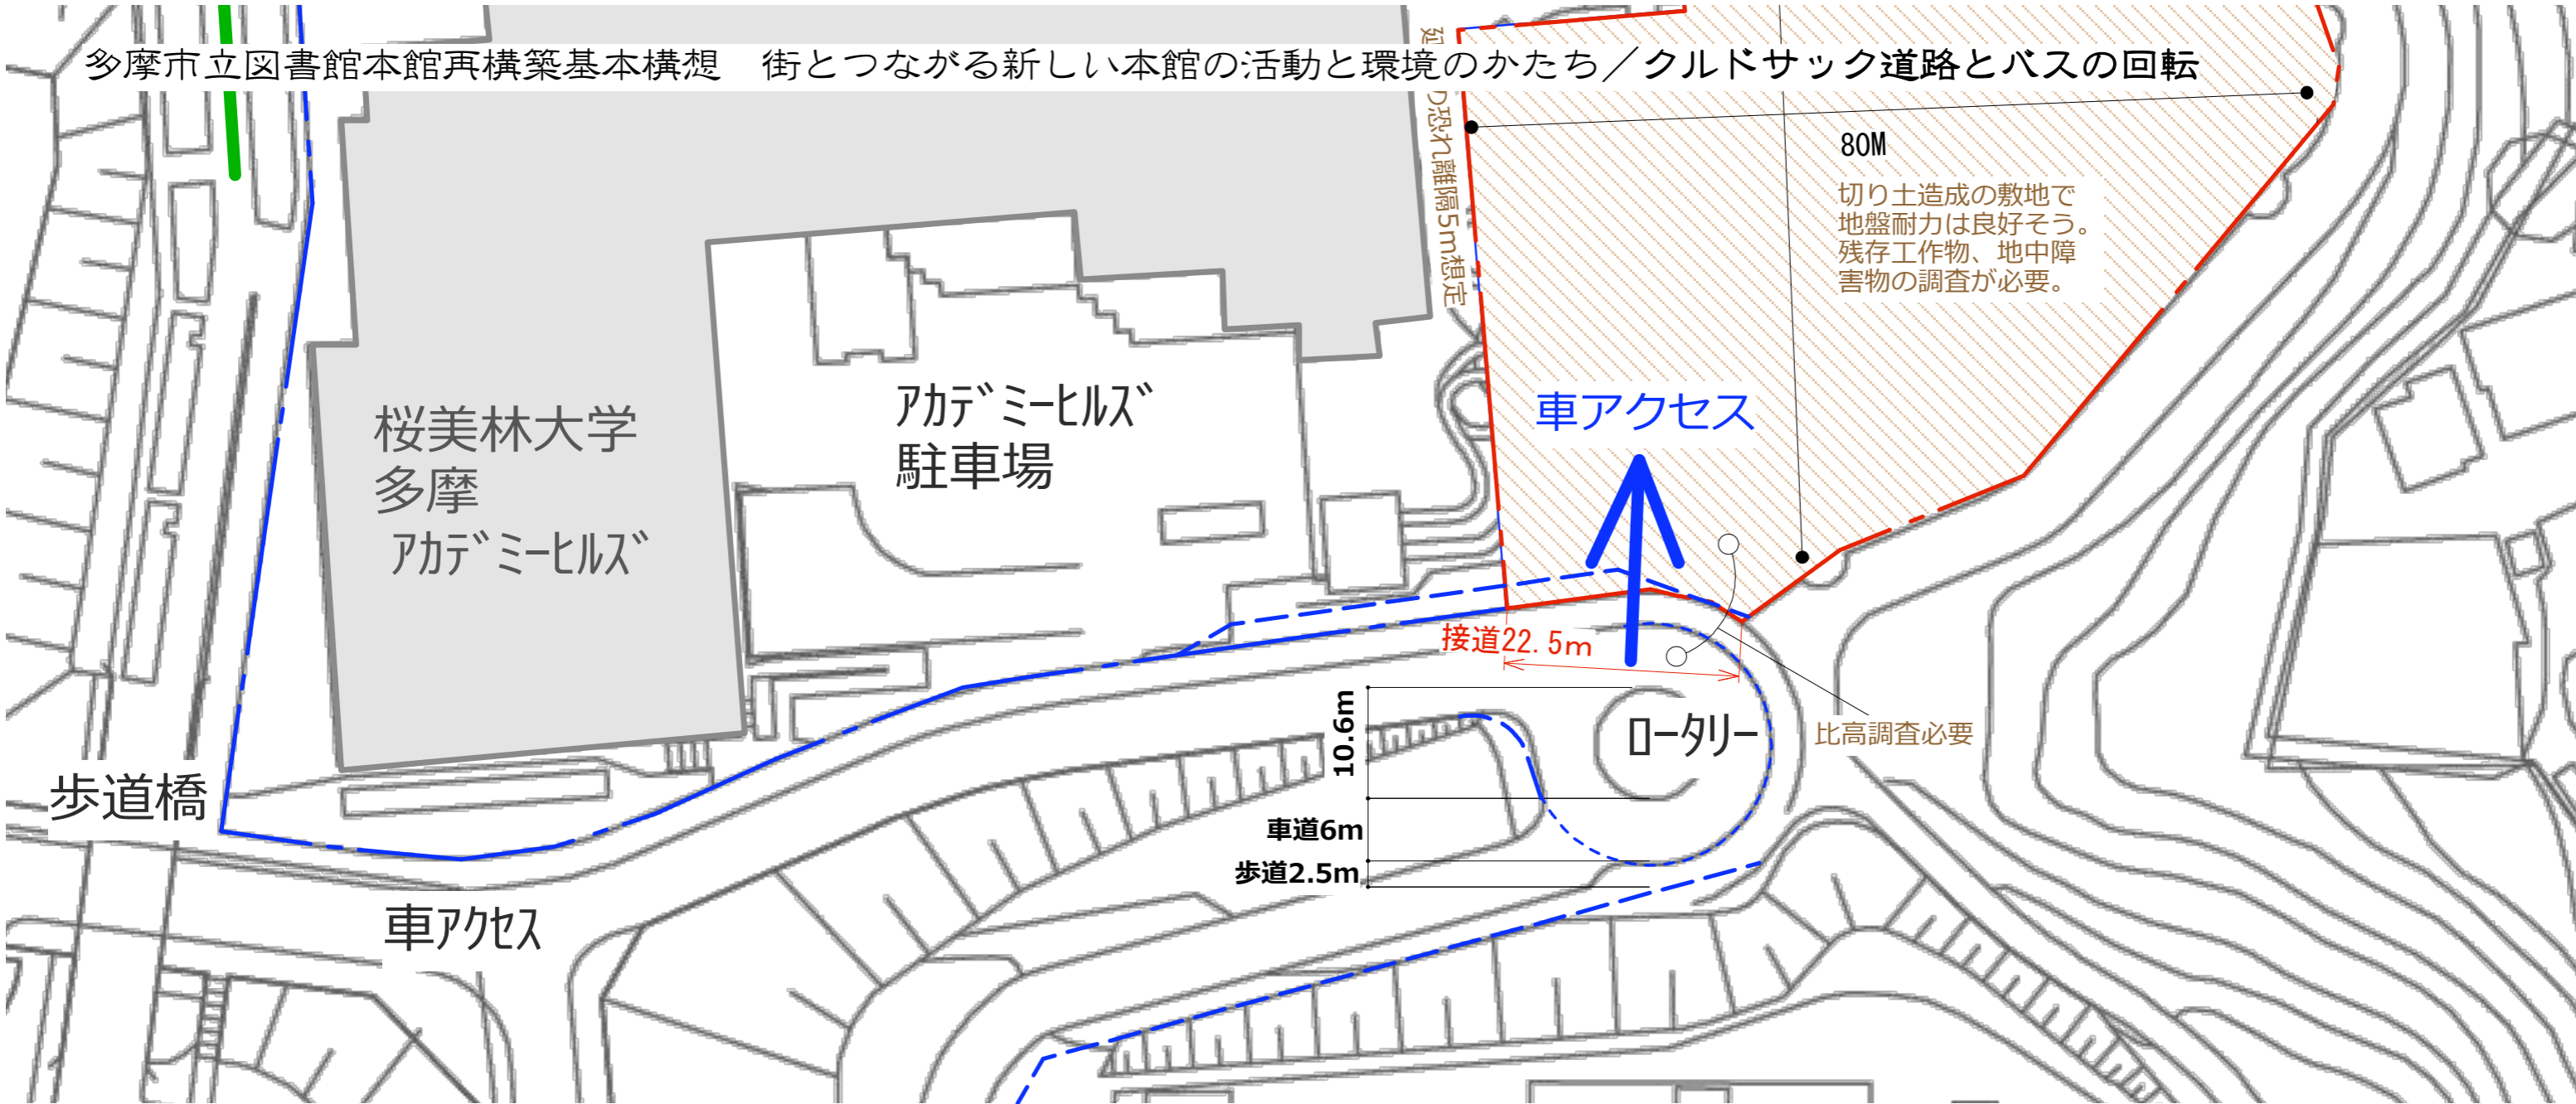 多摩市立図書館本館再構築基本構想　街とつながる新しい本館の活動と環境のかたち／クルドサック道路とバスの回転
の恐れ離隔5m想定
80M
切り土造成の敷地で
地盤耐力は良好そう。
残存工作物、地中障
害物の調査が必要。
車アクセス
桜美林大学
多摩
ｱｶﾃﾞﾐｰﾋﾙｽﾞ
ｱｶﾃﾞﾐｰﾋﾙｽﾞ
駐車場
接道22.5m
10.6m
ﾛｰﾀﾘｰ
比高調査必要
車道6m
歩道2.5m
歩道橋
車ｱｸｾｽ